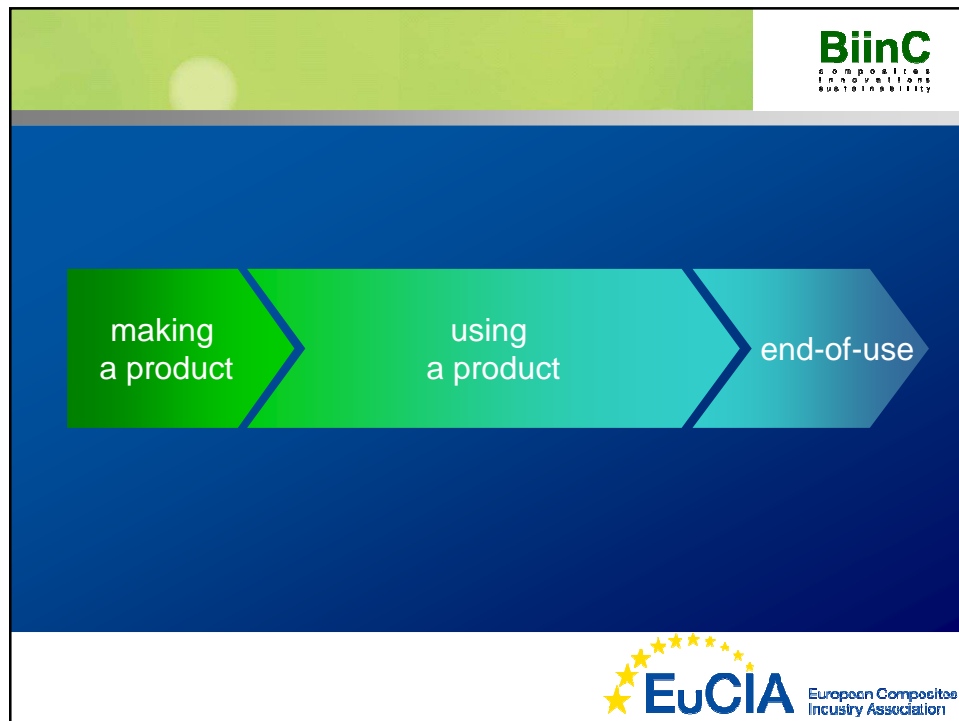 BiinC
composites
innovations
sustainability
making
a product
using
a product
end-of-use
EuCIA
European Composites
Industry Association